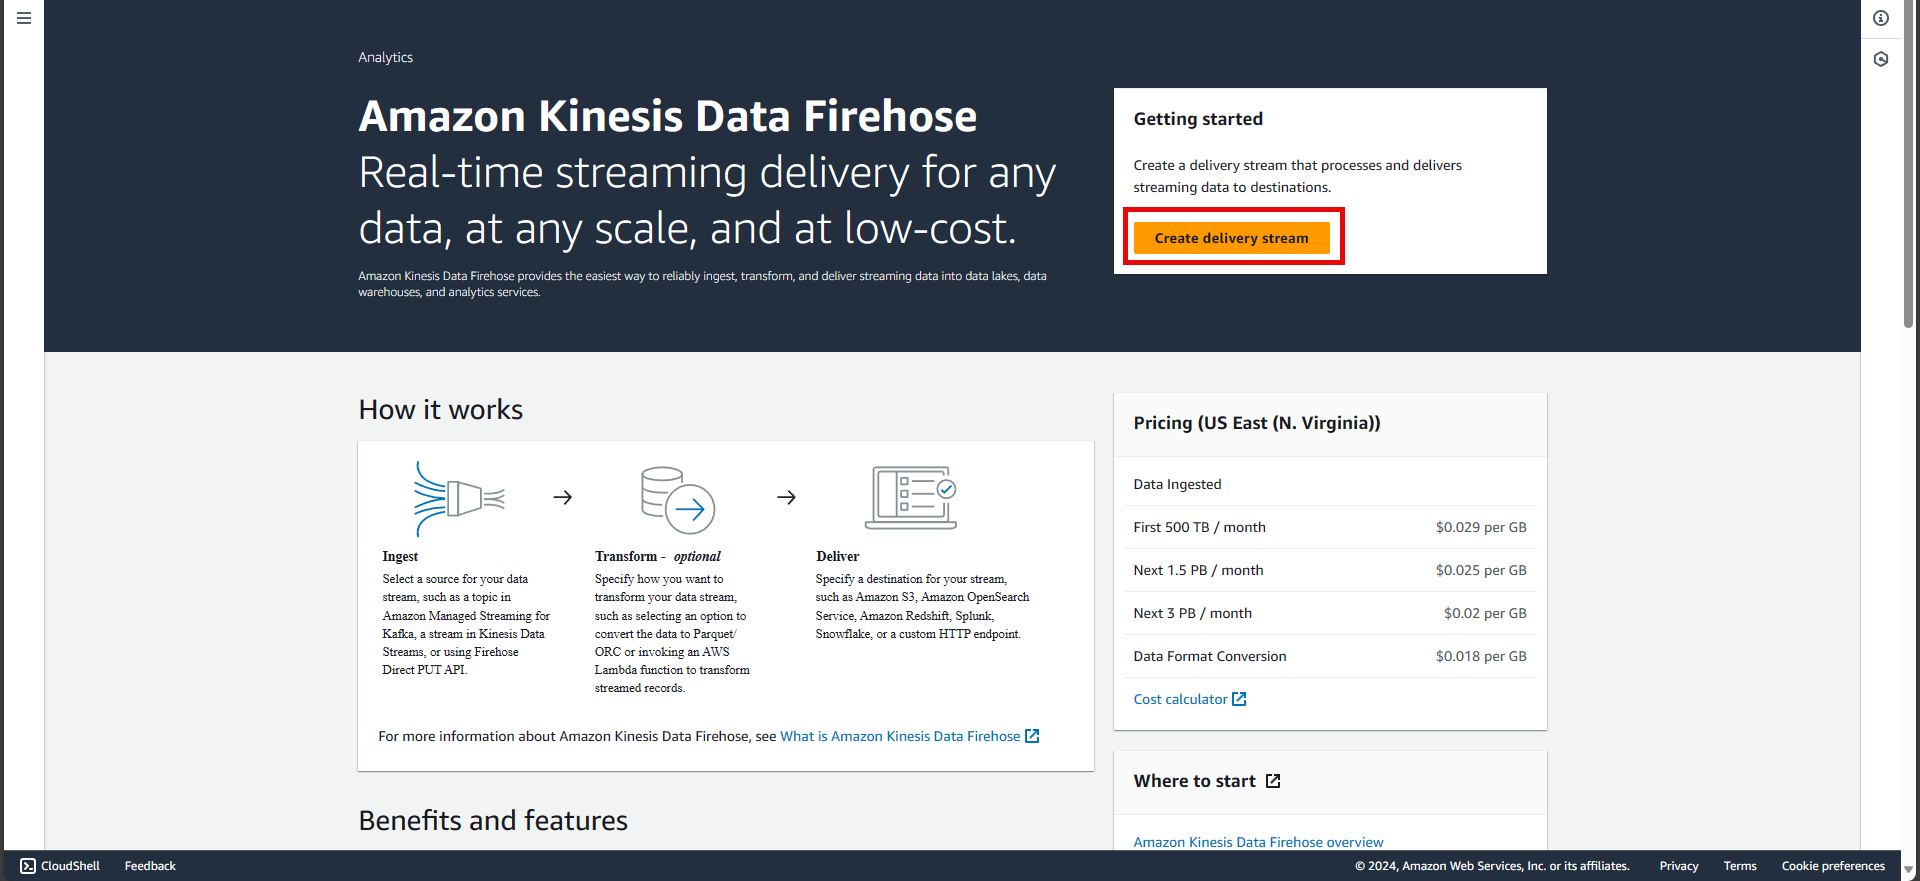 Analytics
Amazon Kinesis Data Firehose
Real-time streaming delivery for any
data, at any scale, and at low-cost.
Amazon Kinesis Data Firehose provides the easiest way to reliably ingest, transform, and deliver streaming data into data lakes, data
warehouses, and analytics services.
Getting started
Create a delivery stream that processes and delivers
streaming data to destinations.
Create delivery stream
How it works
Ingest
Select a source for your data
stream, such as a topic in
Amazon Managed Streaming for
Kafka, a stream in Kinesis Data
Streams, or using Firehose
Direct PUT API.
Transform - optional
Specify how you want to
transform your data stream,
such as selecting an option to
convert the data to Parquet/
ORC or invoking an AWS
Lambda function to transform
streamed records.
Deliver
Specify a destination for your stream,
such as Amazon S3, Amazon OpenSearch
Service, Amazon Redshift, Splunk,
Snowflake, or a custom HTTP endpoint.
For more information about Amazon Kinesis Data Firehose, see What is Amazon Kinesis Data Firehose
Benefits and features
Pricing (US East (N. Virginia))
Data Ingested
First 500 TB / month $0.029 per GB
Next 1.5 PB / month $0.025 per GB
Next 3 PB / month $0.02 per GB
Data Format Conversion $0.018 per GB
Cost calculator
Where to start
Amazon Kinesis Data Firehose overview
CloudShell Feedback © 2024, Amazon Web Services, Inc. or its affiliates. Privacy Terms Cookie preferences